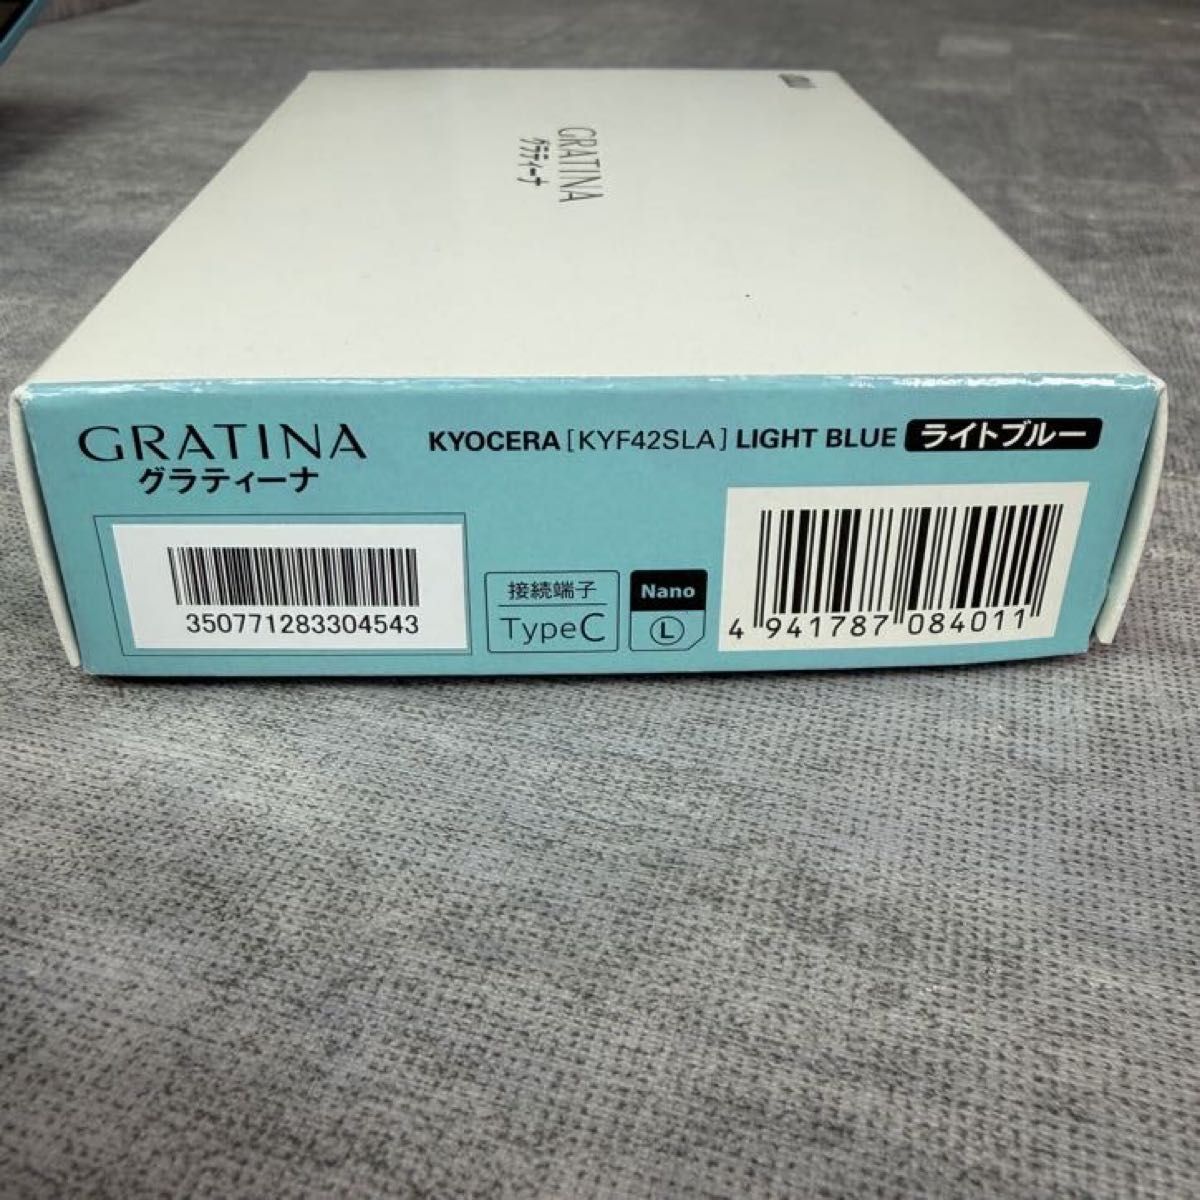 GRATINA
グラティーナ
GRATINA
グラティーナ
KYOCERA [KYF42SLA] LIGHT BLUE ライトブルー
350771283304543
接続端子
TypeC
Nano
L
4 941787 084011